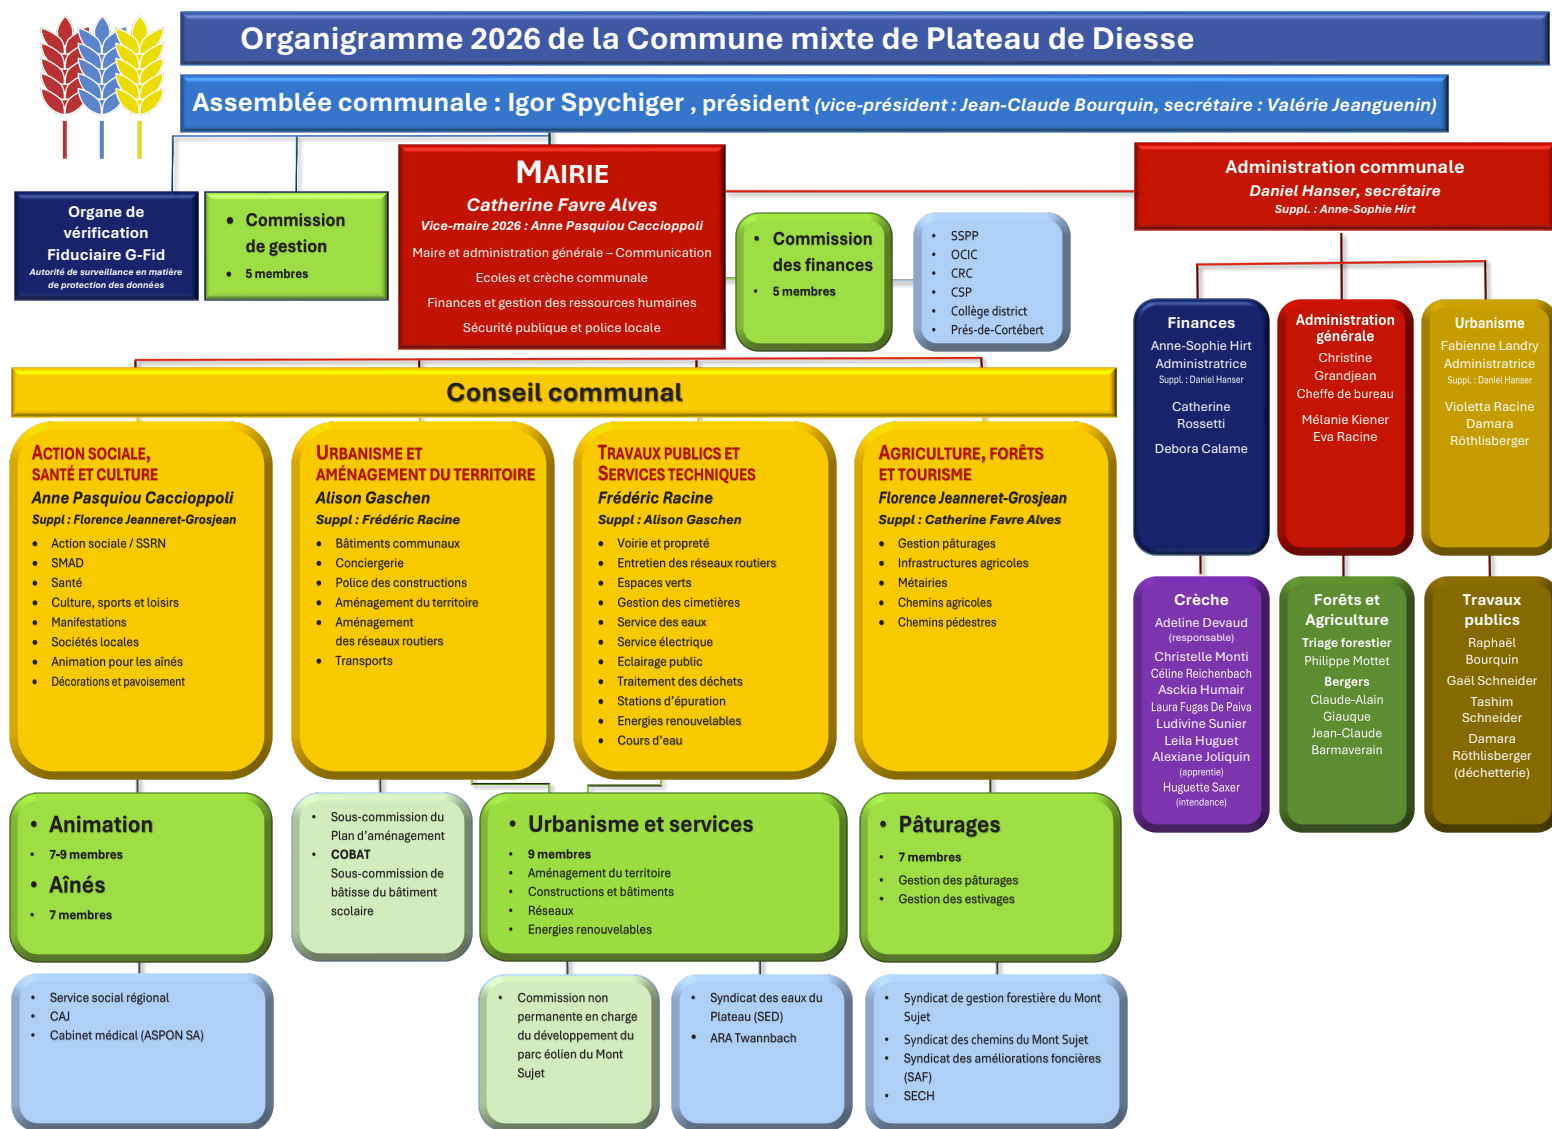 Organigramme 2026 de la Commune mixte de Plateau de Diesse
Assemblée communale : Igor Spychiger , président (vice-président : Jean-Claude Bourquin, secrétaire : Valérie Jeanguenin)
Organe de
vérification
Fiduciaire G-Fid
Autorité de surveillance en matière
de protection des données
• Commission
de gestion
• 5 membres
MAIRIE
Catherine Favre Alves
Vice-maire 2026 : Anne Pasquiou Caccioppoli
Maire et administration générale – Communication
Ecoles et crèche communale
Finances et gestion des ressources humaines
Sécurité publique et police locale
• Commission
des finances
• 5 membres
• SSPP
• OCIC
• CRC
• CSP
• Collège district
• Prés-de-Cortébert
Administration communale
Daniel Hanser, secrétaire
Suppl. : Anne-Sophie Hirt
Finances
Anne-Sophie Hirt
Administratrice
Suppl. : Daniel Hanser
Catherine
Rossetti
Debora Calame
Administration
générale
Christine
Grandjean
Cheffe de bureau
Mélanie Kiener
Eva Racine
Urbanisme
Fabienne Landry
Administratrice
Suppl. : Daniel Hanser
Violetta Racine
Damara
Röthlisberger
Conseil communal
ACTION SOCIALE,
SANTÉ ET CULTURE
Anne Pasquiou Caccioppoli
Suppl : Florence Jeanneret-Grosjean
• Action sociale / SSRN
• SMAD
• Santé
• Culture, sports et loisirs
• Manifestations
• Sociétés locales
• Animation pour les aînés
• Décorations et pavoisement
URBANISME ET
AMÉNAGEMENT DU TERRITOIRE
Alison Gaschen
Suppl : Frédéric Racine
• Bâtiments communaux
• Conciergerie
• Police des constructions
• Aménagement du territoire
• Aménagement
des réseaux routiers
• Transports
TRAVAUX PUBLICS ET
SERVICES TECHNIQUES
Frédéric Racine
Suppl : Alison Gaschen
• Voirie et propreté
• Entretien des réseaux routiers
• Espaces verts
• Gestion des cimetières
• Service des eaux
• Service électrique
• Eclairage public
• Traitement des déchets
• Stations d'épuration
• Energies renouvelables
• Cours d'eau
AGRICULTURE, FORÊTS
ET TOURISME
Florence Jeanneret-Grosjean
Suppl : Catherine Favre Alves
• Gestion pâturages
• Infrastructures agricoles
• Métairies
• Chemins agricoles
• Chemins pédestres
Crèche
Adeline Devaud
(responsable)
Christelle Monti
Céline Reichenbach
Asckia Humair
Laura Fugas De Paiva
Ludivine Sunier
Leila Huguet
Alexiane Joliquin
(apprentie)
Huguette Saxer
(intendance)
Forêts et
Agriculture
Triage forestier
Philippe Mottet
Bergers
Claude-Alain
Giauque
Jean-Claude
Barmaverain
Travaux
publics
Raphaël
Bourquin
Gaël Schneider
Tashim
Schneider
Damara
Röthlisberger
(déchetterie)
• Animation
• 7-9 membres
• Aînés
• 7 membres
• Sous-commission du
Plan d'aménagement
• COBAT
Sous-commission de
bâtisse du bâtiment
scolaire
• Urbanisme et services
• 9 membres
• Aménagement du territoire
• Constructions et bâtiments
• Réseaux
• Energies renouvelables
• Pâturages
• 7 membres
• Gestion des pâturages
• Gestion des estivages
• Service social régional
• CAJ
• Cabinet médical (ASPON SA)
• Commission non
permanente en charge
du développement du
parc éolien du Mont
Sujet
• Syndicat des eaux du
Plateau (SED)
• ARA Twannbach
• Syndicat de gestion forestière du Mont
Sujet
• Syndicat des chemins du Mont Sujet
• Syndicat des améliorations foncières
(SAF)
• SECH